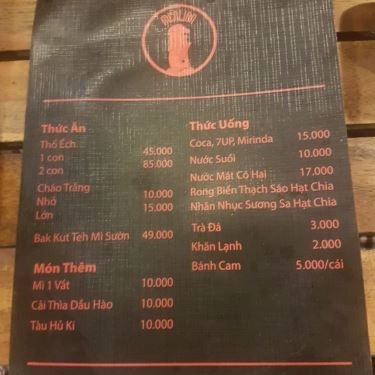 MERLION
Thức Ăn
Thố Ếch
1 con 45.000
2 con 85.000
Cháo Trắng
Nhỏ 10.000
Lớn 15.000
Bak Kut Teh Mì Sườn 49.000
Món Thêm
Mì 1 Vắt 10.000
Cải Thìa Dầu Hào 10.000
Tàu Hủ Ki 10.000
Thức Uống
Coca, 7UP, Mirinda 15.000
Nước Suối 10.000
Nước Mát Có Hai 17.000
Rong Biển Thạch Sáo Hạt Chia
Nhãn Nhục Sương Sa Hạt Chia
Trà Đá 3.000
Khăn Lạnh 2.000
Bánh Cam 5.000/cái